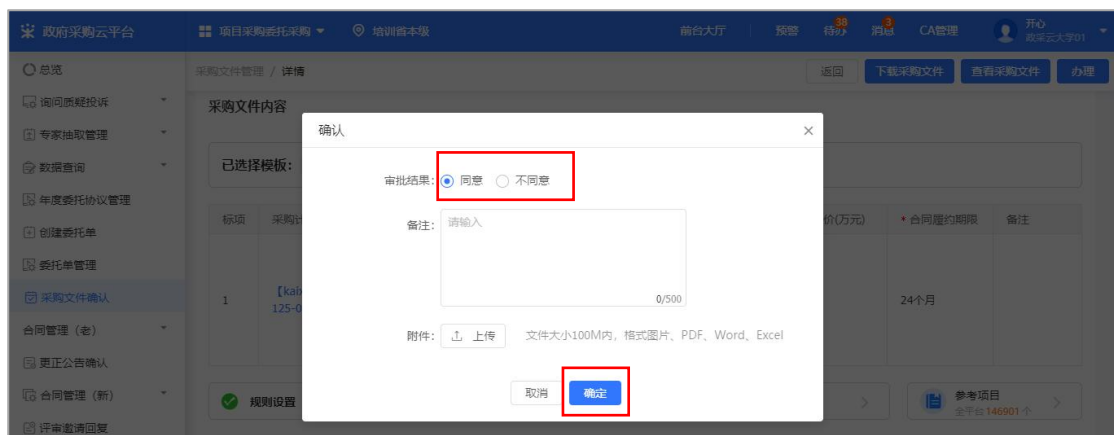 政府采购云平台
项目采购委托采购
培训省本级
前台大厅
预警
待办
38
消息
3
CA管理
开心
政采云大学01
总览
采购文件管理 / 详情
返回
下载采购文件
查看采购文件
办理
询问质疑投诉
专家抽取管理
数据查询
年度委托协议管理
创建委托单
委托单管理
采购文件确认
合同管理（老）
更正公告确认
合同管理（新）
评审邀请回复
采购文件内容
已选择模板：
标项
价(万元)
* 合同履约期限
备注
1
125-0
24个月
规则设置
参考项目
全平台146901个
确认
审批结果:
同意
不同意
备注:
请输入
0/500
附件:
上传
文件大小100M内，格式图片、PDF、Word、Excel
取消
确定